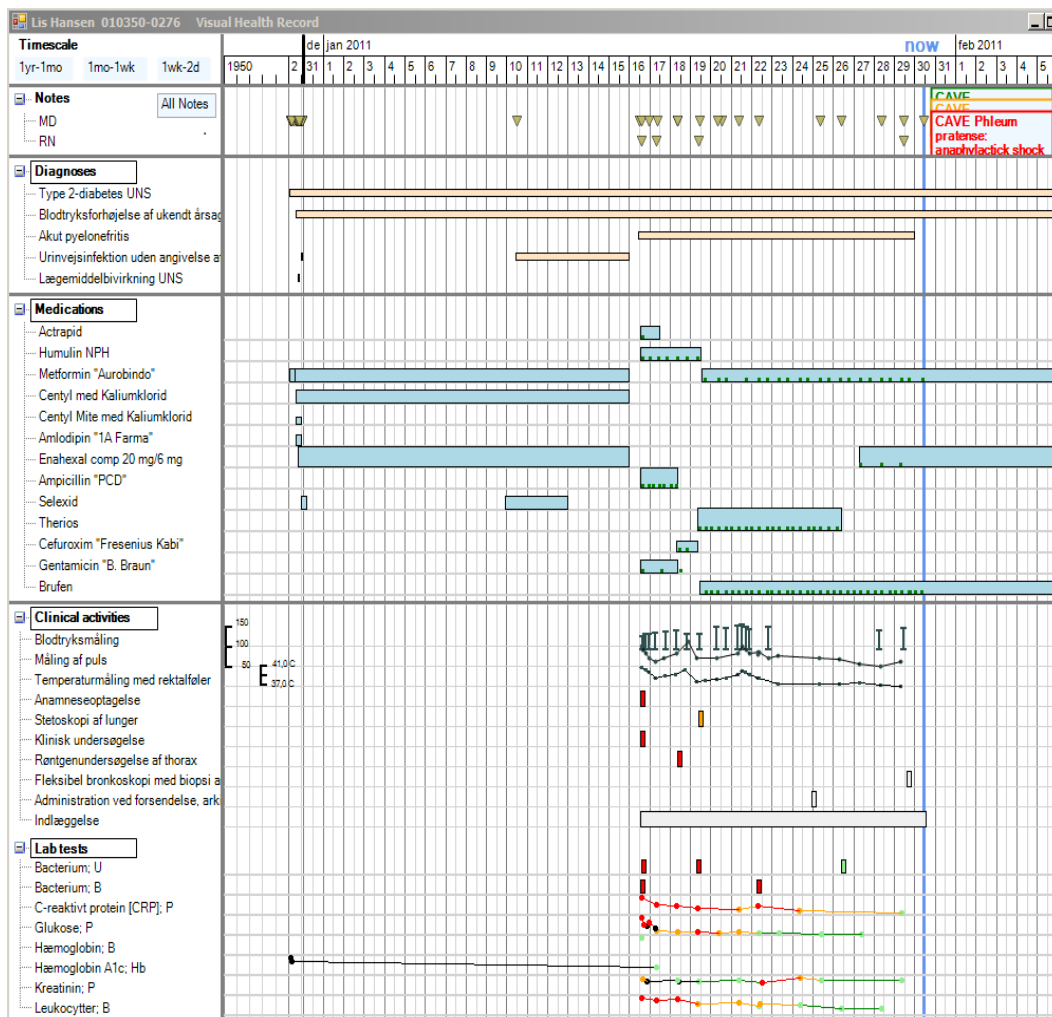 Lis Hansen 010350-0276 Visual Health Record
Timescale
de jan 2011 now feb 2011
1yr-1mo 1mo-1wk 1wk-2d
1950 2 31 1 2 3 4 5 6 7 8 9 10 11 12 13 14 15 16 17 18 19 20 21 22 23 24 25 26 27 28 29 30 31 1 2 3 4 5
Notes
All Notes
CAVE
MD
CAVE Phleum
pratense:
RN
anaphylactick shock
Diagnoses
Type 2-diabetes UNS
Blodtryksforhøjelse af ukendt årsag
Akut pyelonefritis
Urinvejsinfektion uden angivelse af
Lægemiddelbivirkning UNS
Medications
Actrapid
Humulin NPH
Metformin "Aurobindo"
Centyl med Kaliumklorid
Centyl Mite med Kaliumklorid
Amlodipin "1A Farma"
Enahexal comp 20 mg/6 mg
Ampicillin "PCD"
Selexid
Therios
Cefuroxim "Fresenius Kabi"
Gentamicin "B. Braun"
Brufen
Clinical activities
150
Blodtryksmåling
100
Måling af puls
50
41,0 C
Temperaturmåling med rektalføler
37,0 C
Anamneseoptagelse
Stetoskopi af lunger
Klinisk undersøgelse
Røntgenundersøgelse af thorax
Fleksibel bronkoskopi med biopsi a
Administration ved forsendelse, ark
Indlæggelse
Lab tests
Bacterium; U
Bacterium; B
C-reaktivt protein [CRP]; P
Glukose; P
Hæmoglobin; B
Hæmoglobin A1c; Hb
Kreatinin; P
Leukocytter; B